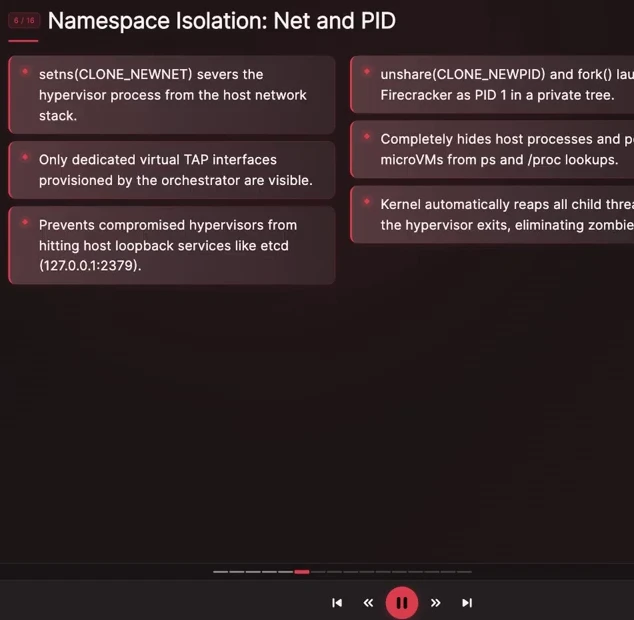 6 / 16
Namespace Isolation: Net and PID
setns(CLONE_NEWNET) severs the
hypervisor process from the host network
stack.
Only dedicated virtual TAP interfaces
provisioned by the orchestrator are visible.
Prevents compromised hypervisors from
hitting host loopback services like etcd
(127.0.0.1:2379).
unshare(CLONE_NEWPID) and fork()
Firecracker as PID 1 in a private tree.
Completely hides host processes and
microVMs from ps and /proc lookups.
Kernel automatically reaps all child
the hypervisor exits, eliminating